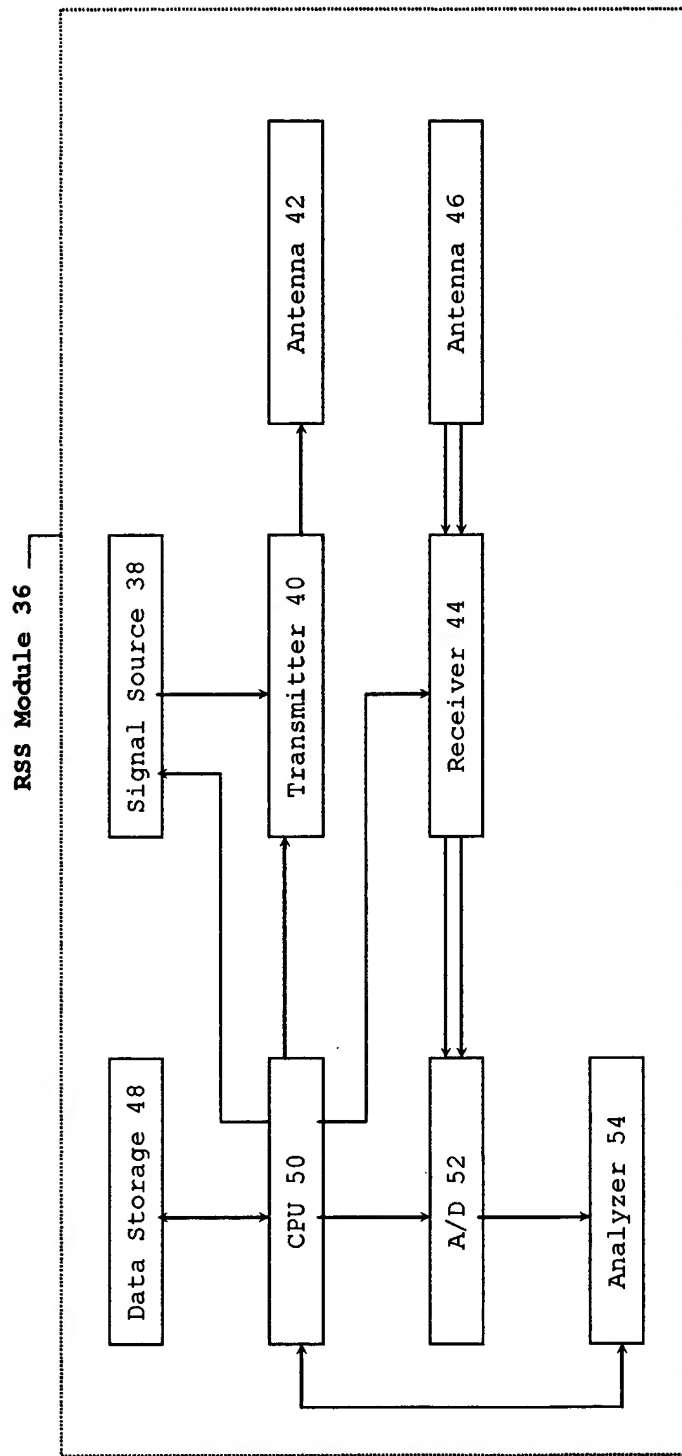 RSS Module 36
Data Storage 48
Signal Source 38
CPU 50
Transmitter 40
Antenna 42
A/D 52
Receiver 44
Antenna 46
Analyzer 54